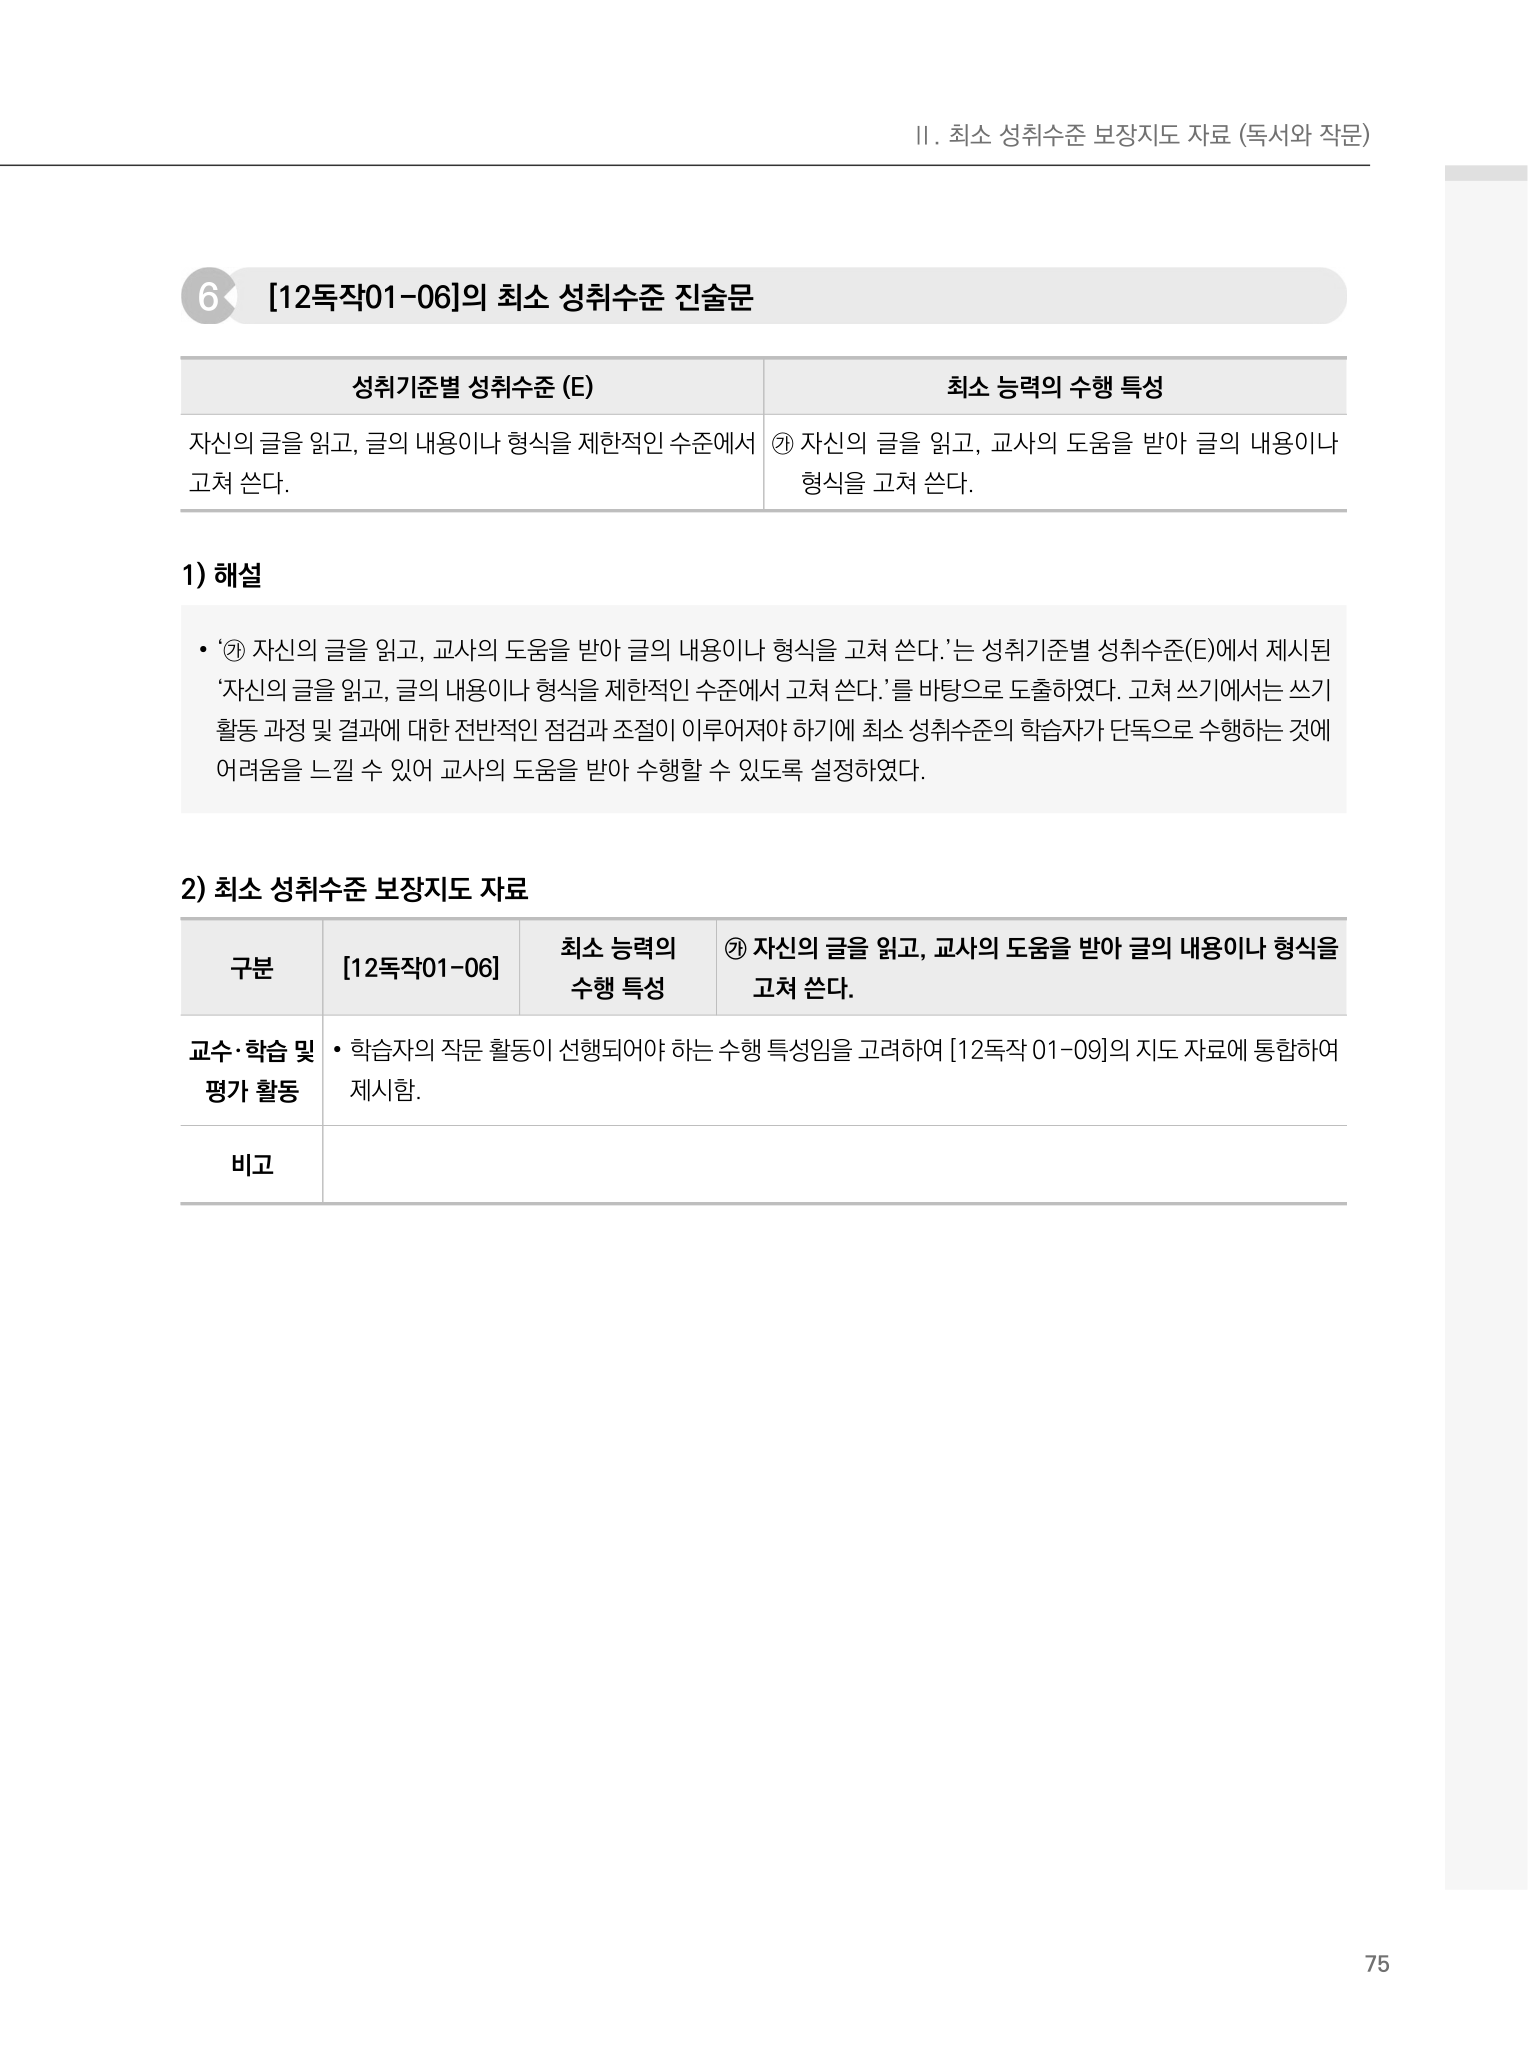 Ⅱ. 최소 성취수준 보장지도 자료 (독서와 작문)
6 [12독작01-06]의 최소 성취수준 진술문
성취기준별 성취수준 (E) 최소 능력의 수행 특성
자신의 글을 읽고, 글의 내용이나 형식을 제한적인 수준에서 ㉮ 자신의 글을 읽고, 교사의 도움을 받아 글의 내용이나
고쳐 쓴다. 형식을 고쳐 쓴다.
1) 해설
• ‘㉮ 자신의 글을 읽고, 교사의 도움을 받아 글의 내용이나 형식을 고쳐 쓴다.’는 성취기준별 성취수준(E)에서 제시된
‘자신의 글을 읽고, 글의 내용이나 형식을 제한적인 수준에서 고쳐 쓴다.’를 바탕으로 도출하였다. 고쳐 쓰기에서는 쓰기
활동 과정 및 결과에 대한 전반적인 점검과 조절이 이루어져야 하기에 최소 성취수준의 학습자가 단독으로 수행하는 것에
어려움을 느낄 수 있어 교사의 도움을 받아 수행할 수 있도록 설정하였다.
2) 최소 성취수준 보장지도 자료
구분 [12독작01-06] 최소 능력의 수행 특성 ㉮ 자신의 글을 읽고, 교사의 도움을 받아 글의 내용이나 형식을
고쳐 쓴다.
교수·학습 및 • 학습자의 작문 활동이 선행되어야 하는 수행 특성임을 고려하여 [12독작 01-09]의 지도 자료에 통합하여
평가 활동 제시함.
비고
75